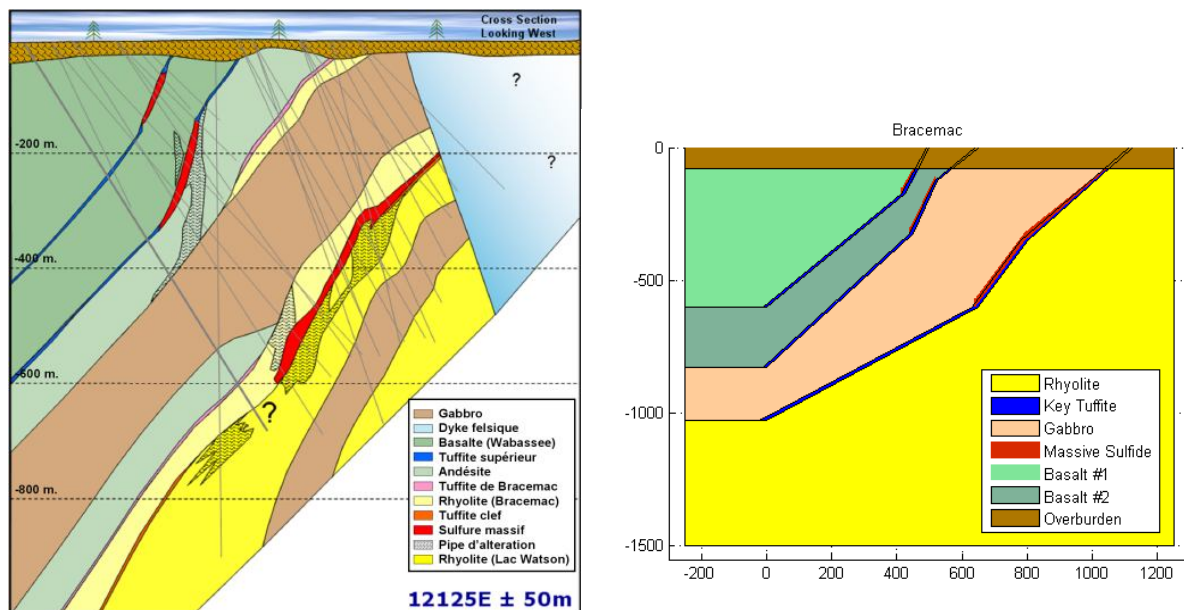 Cross Section
Looking West
?
?
-200 m.
-400 m.
-600 m.
-800 m.
?
Gabbro
Dyke felsique
Basalte (Wabassee)
Tuffite supérieur
Andésite
Tuffite de Bracemac
Rhyolite (Bracemac)
Tuffite clef
Sulfure massif
Pipe d'alteration
Rhyolite (Lac Watson)
12125E ± 50m
Bracemac
0
-500
-1000
-1500
-200 0 200 400 600 800 1000 1200
Rhyolite
Key Tuffite
Gabbro
Massive Sulfide
Basalt #1
Basalt #2
Overburden